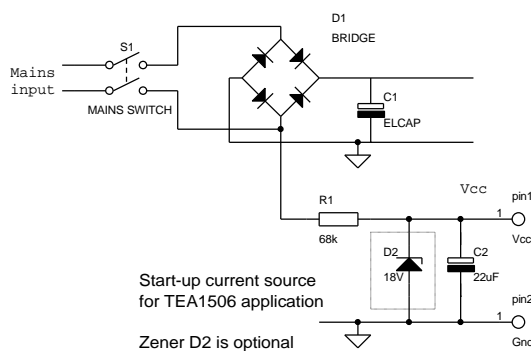 D1
BRIDGE
S1
Mains
input
MAINS SWITCH
C1
ELCAP
R1
68k
Vcc
pin1
1
Vcc
D2
18V
C2
22uF
Start-up current source
for TEA1506 application
Zener D2 is optional
pin2
1
Gnd